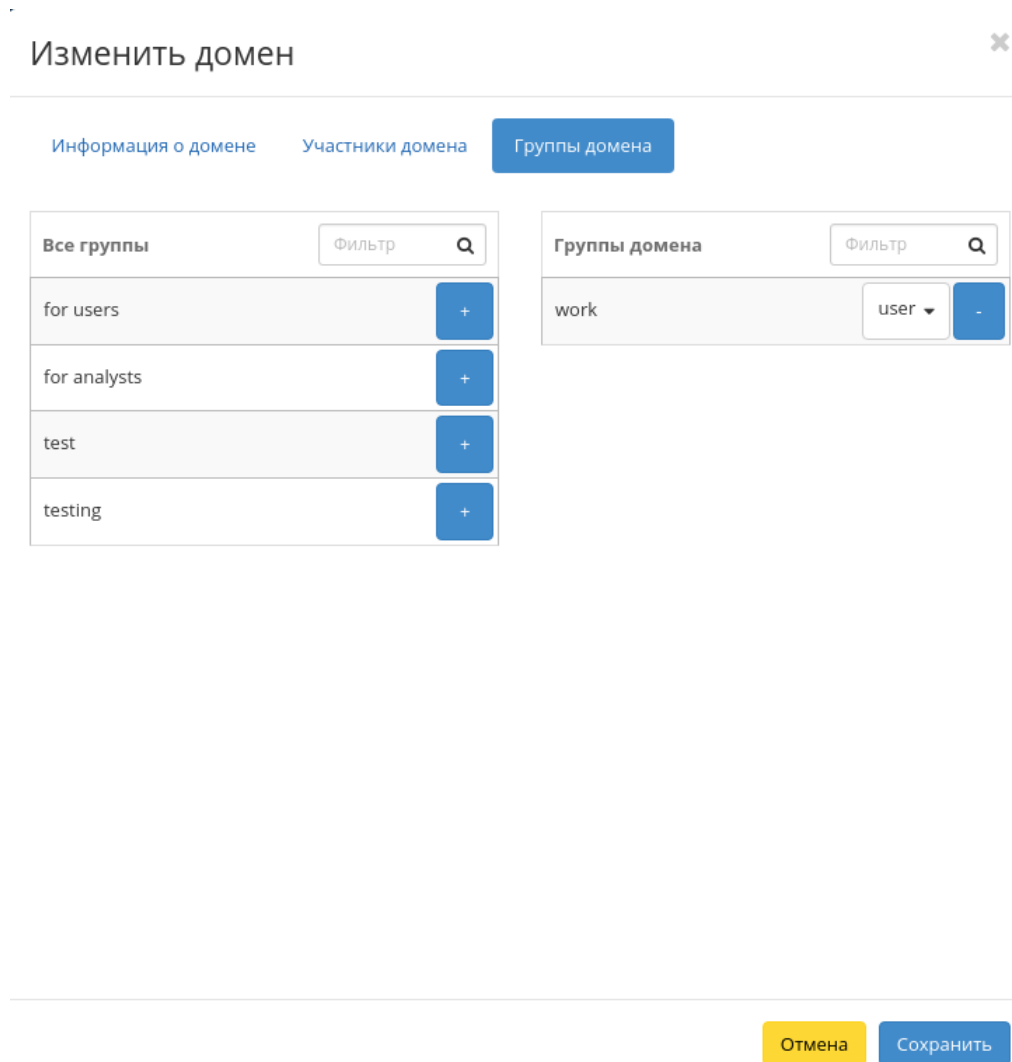 Изменить домен
Информация о домене Участники домена Группы домена
Все группы Фильтр
for users +
for analysts +
test +
testing +
Группы домена Фильтр
work user -
Отмена Сохранить